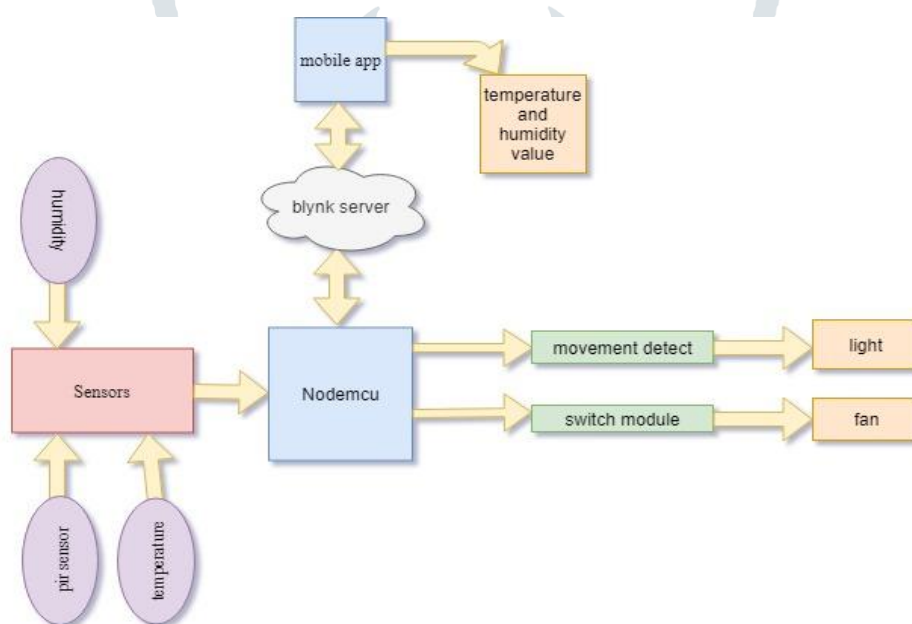 mobile app
temperature
and
humidity
value
blynk server
humidity
Sensors
Nodemcu
movement detect
light
switch module
fan
pir sensor
temperature